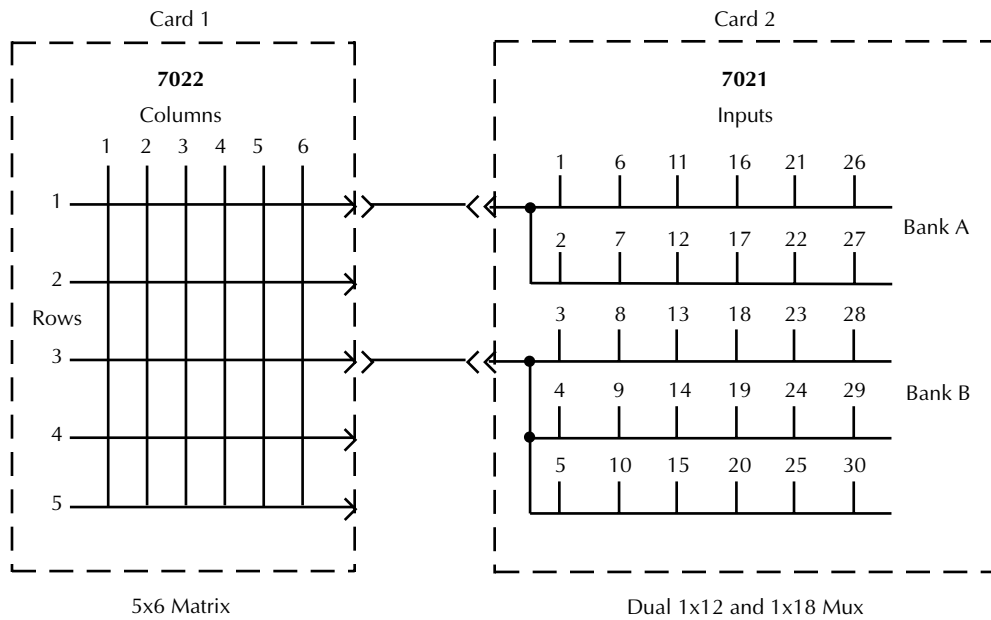 Card 1
Card 2
7022
Columns
1 2 3 4 5 6
1
2
Rows
3
4
5
5x6 Matrix
7021
Inputs
1 6 11 16 21 26
Bank A
2 7 12 17 22 27
3 8 13 18 23 28
4 9 14 19 24 29
Bank B
5 10 15 20 25 30
Dual 1x12 and 1x18 Mux